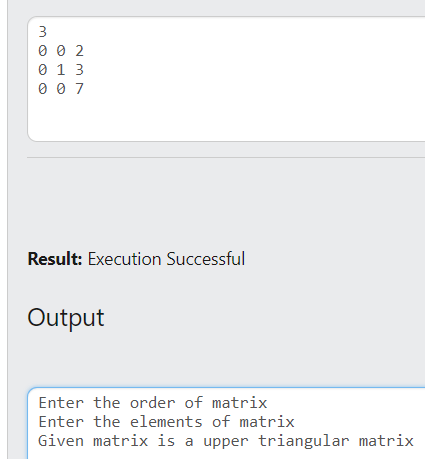 3
0 0 2
0 1 3
0 0 7
Result: Execution Successful
Output
Enter the order of matrix
Enter the elements of matrix
Given matrix is a upper triangular matrix